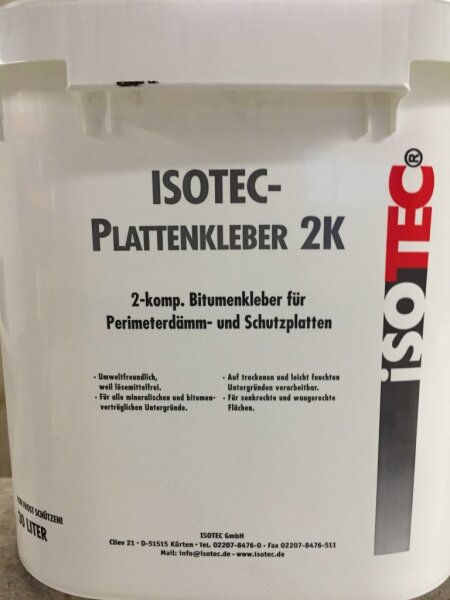 ISOTEC-
PLATTENKLEBER 2K
2-komp. Bitumenkleber für
Perimeterdämm- und Schutzplatten
· Umweltfreundlich,
weil lösemittelfrei.
· Für alle mineralischen und bitumen-
verträglichen Untergründe.
· Auf trockenen und leicht feuchten
Untergründen verarbeitbar.
· Für senkrechte und waagerechte
Flächen.
iSOTEC®
FROST SCHÜTZEN!
30 LITER
ISOTEC GmbH
Cliev 21 · D-51515 Kürten · Tel. 02207-8476-0 · Fax 02207-8476-511
Mail: info@isotec.de · www.isotec.de